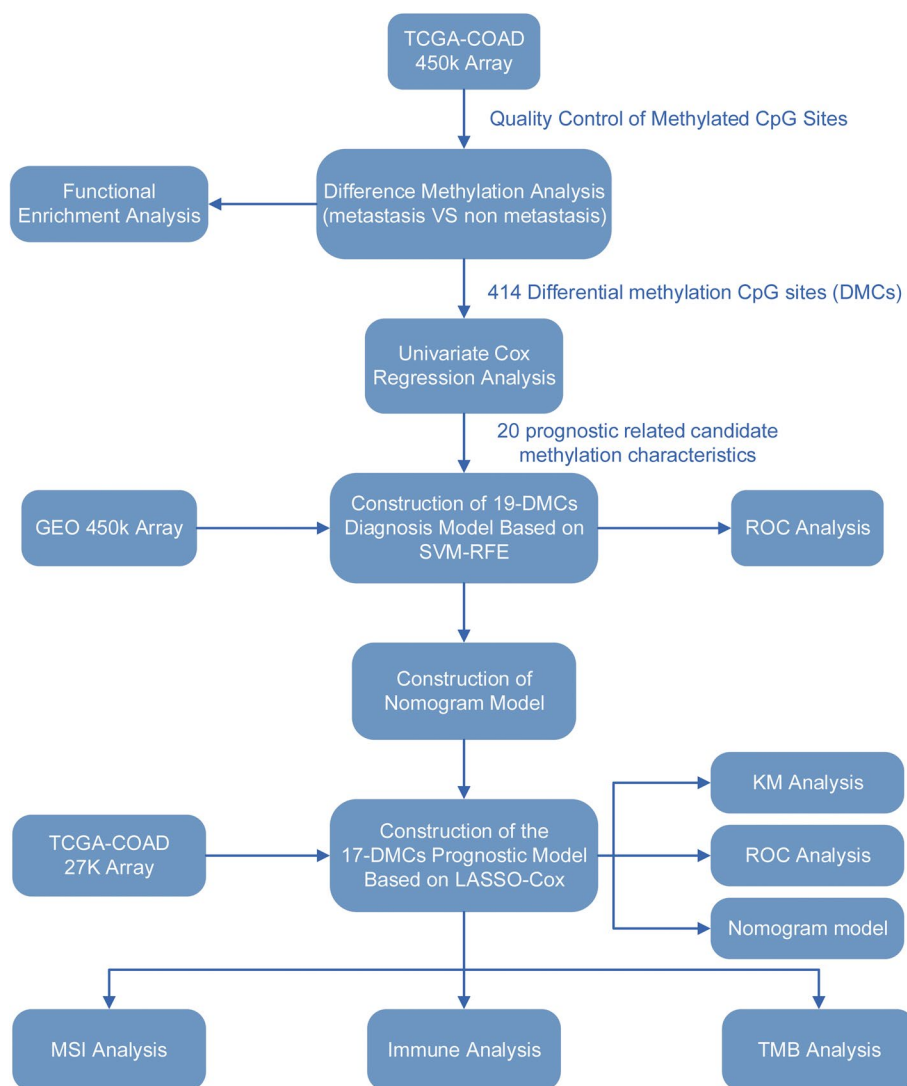 TCGA-COAD
450k Array
Quality Control of Methylated CpG Sites
Functional
Enrichment Analysis
Difference Methylation Analysis
(metastasis VS non metastasis)
414 Differential methylation CpG sites (DMCs)
Univariate Cox
Regression Analysis
20 prognostic related candidate
methylation characteristics
GEO 450k Array
Construction of 19-DMCs
Diagnosis Model Based on
SVM-RFE
ROC Analysis
Construction of
Nomogram Model
TCGA-COAD
27K Array
Construction of the
17-DMCs Prognostic Model
Based on LASSO-Cox
KM Analysis
ROC Analysis
Nomogram model
MSI Analysis
Immune Analysis
TMB Analysis